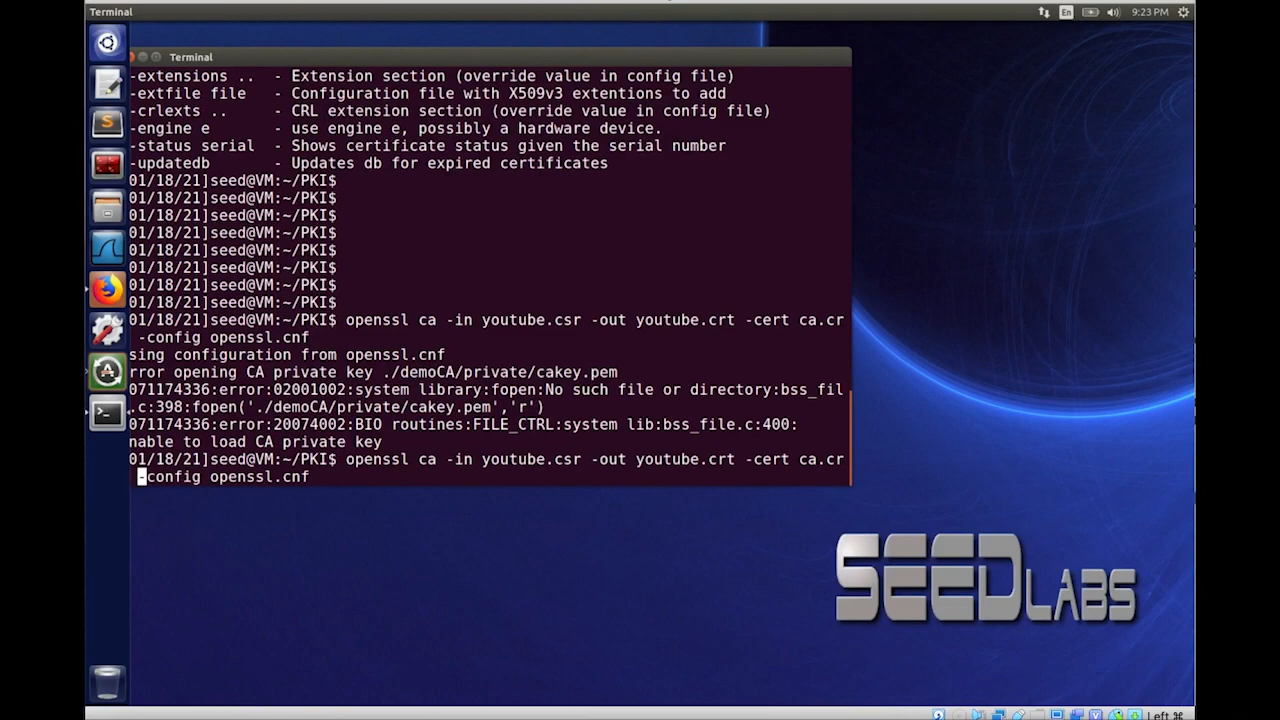 Terminal
En
9:23 PM
Terminal
-extensions .. - Extension section (override value in config file)
-extfile file - Configuration file with X509v3 extentions to add
-crlexts .. - CRL extension section (override value in config file)
-engine e - use engine e, possibly a hardware device.
-status serial - Shows certificate status given the serial number
-updatedb - Updates db for expired certificates
01/18/21]seed@VM:~/PKI$
01/18/21]seed@VM:~/PKI$
01/18/21]seed@VM:~/PKI$
01/18/21]seed@VM:~/PKI$
01/18/21]seed@VM:~/PKI$
01/18/21]seed@VM:~/PKI$
01/18/21]seed@VM:~/PKI$
01/18/21]seed@VM:~/PKI$
01/18/21]seed@VM:~/PKI$ openssl ca -in youtube.csr -out youtube.crt -cert ca.cr
-config openssl.cnf
sing configuration from openssl.cnf
rror opening CA private key ./demoCA/private/cakey.pem
071174336:error:02001002:system library:fopen:No such file or directory:bss_fil
.c:398:fopen('./demoCA/private/cakey.pem','r')
071174336:error:20074002:BIO routines:FILE_CTRL:system lib:bss_file.c:400:
nable to load CA private key
01/18/21]seed@VM:~/PKI$ openssl ca -in youtube.csr -out youtube.crt -cert ca.cr
-config openssl.cnf
SEEDLABS
Left ⌘